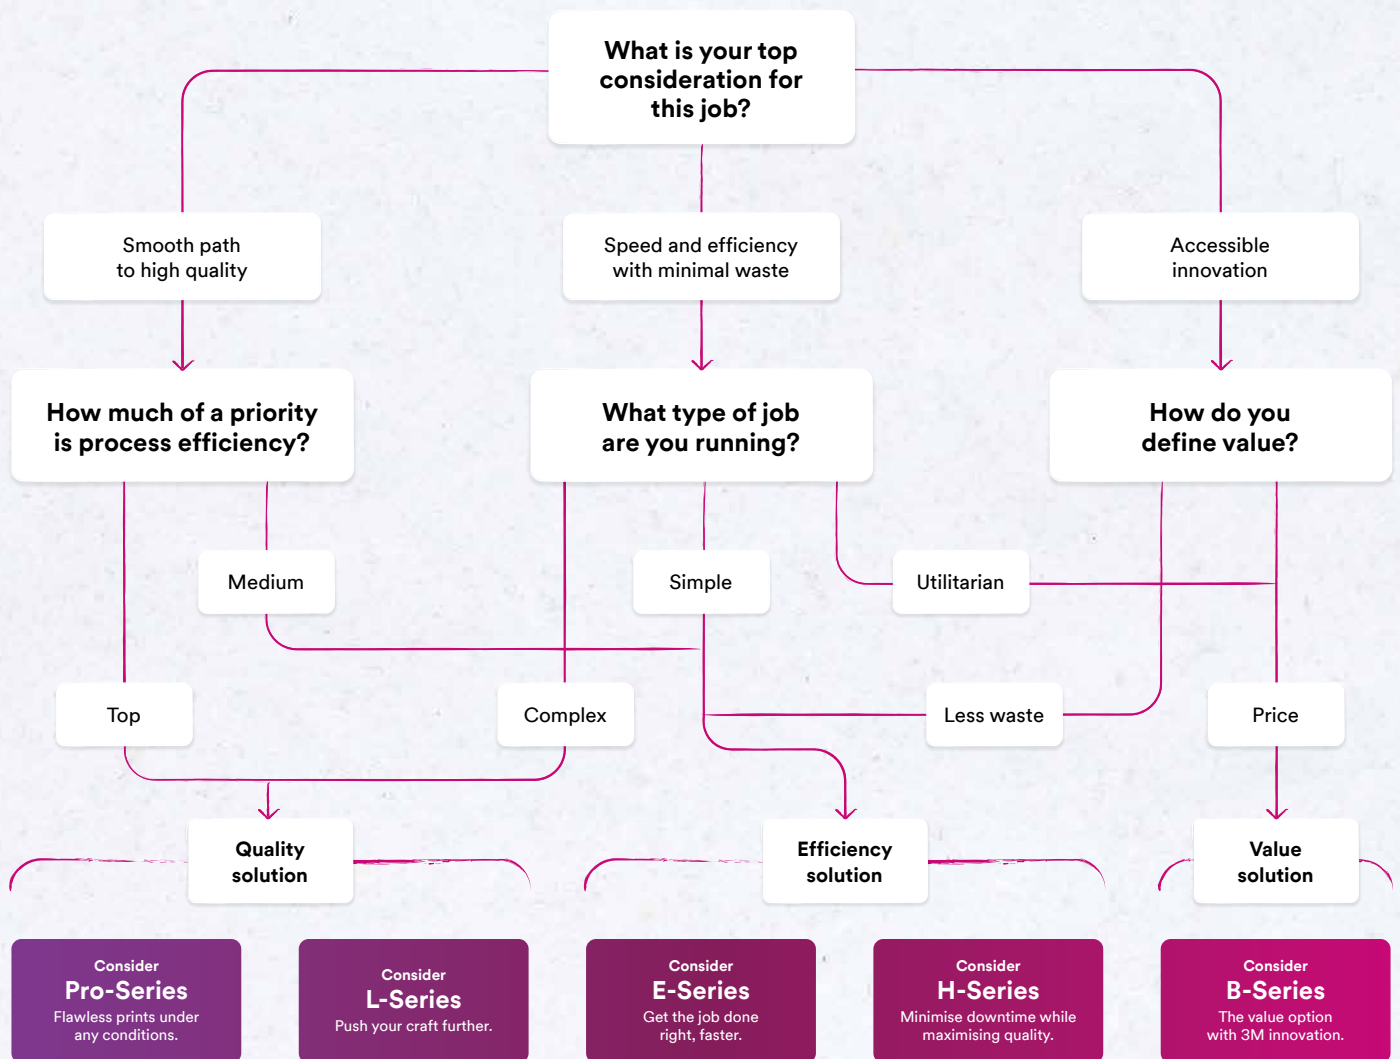 What is your top
consideration for
this job?
Smooth path
to high quality
Speed and efficiency
with minimal waste
Accessible
innovation
How much of a priority
is process efficiency?
What type of job
are you running?
How do you
define value?
Medium
Simple
Utilitarian
Top
Complex
Less waste
Price
Quality
solution
Efficiency
solution
Value
solution
Consider
Pro-Series
Flawless prints under
any conditions.
Consider
L-Series
Push your craft further.
Consider
E-Series
Get the job done
right, faster.
Consider
H-Series
Minimise downtime while
maximising quality.
Consider
B-Series
The value option
with 3M innovation.